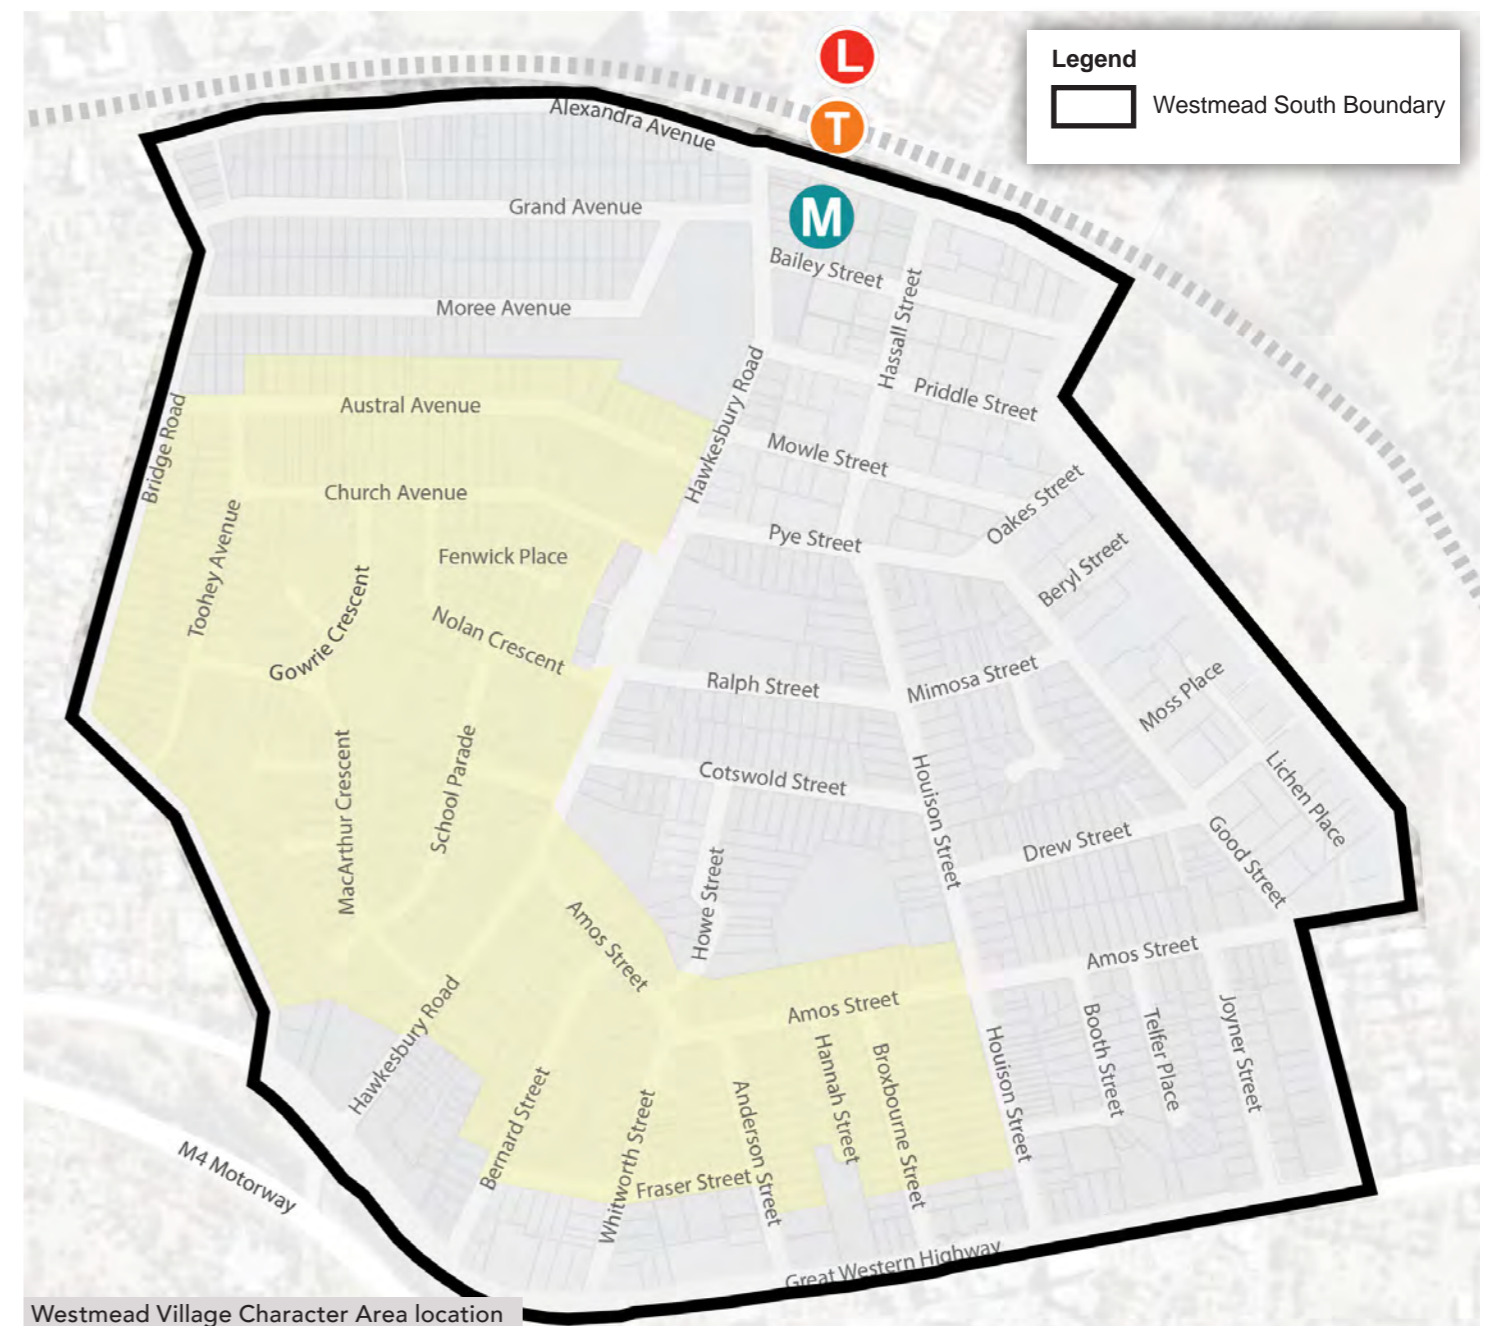 L
Legend
Westmead South Boundary
T
Alexandra Avenue
M
Grand Avenue
Bailey Street
Moree Avenue
Hassall Street
Hawkesbury Road
Priddle Street
Austral Avenue
Bridge Road
Mowle Street
Church Avenue
Oakes Street
Toohey Avenue
Pye Street
Fenwick Place
Beryl Street
Gowrie Crescent
Nolan Crescent
Ralph Street
Mimosa Street
Moss Place
MacArthur Crescent
School Parade
Cotswold Street
Houison Street
Lichen Place
Drew Street
Good Street
Howe Street
Amos Street
Amos Street
Amos Street
Hawkesbury Road
Hannah Street
Broxbourne Street
Houison Street
Booth Street
Telfer Place
Joyner Street
Bernard Street
Whitworth Street
Anderson Street
M4 Motorway
Fraser Street
Great Western Highway
Westmead Village Character Area location